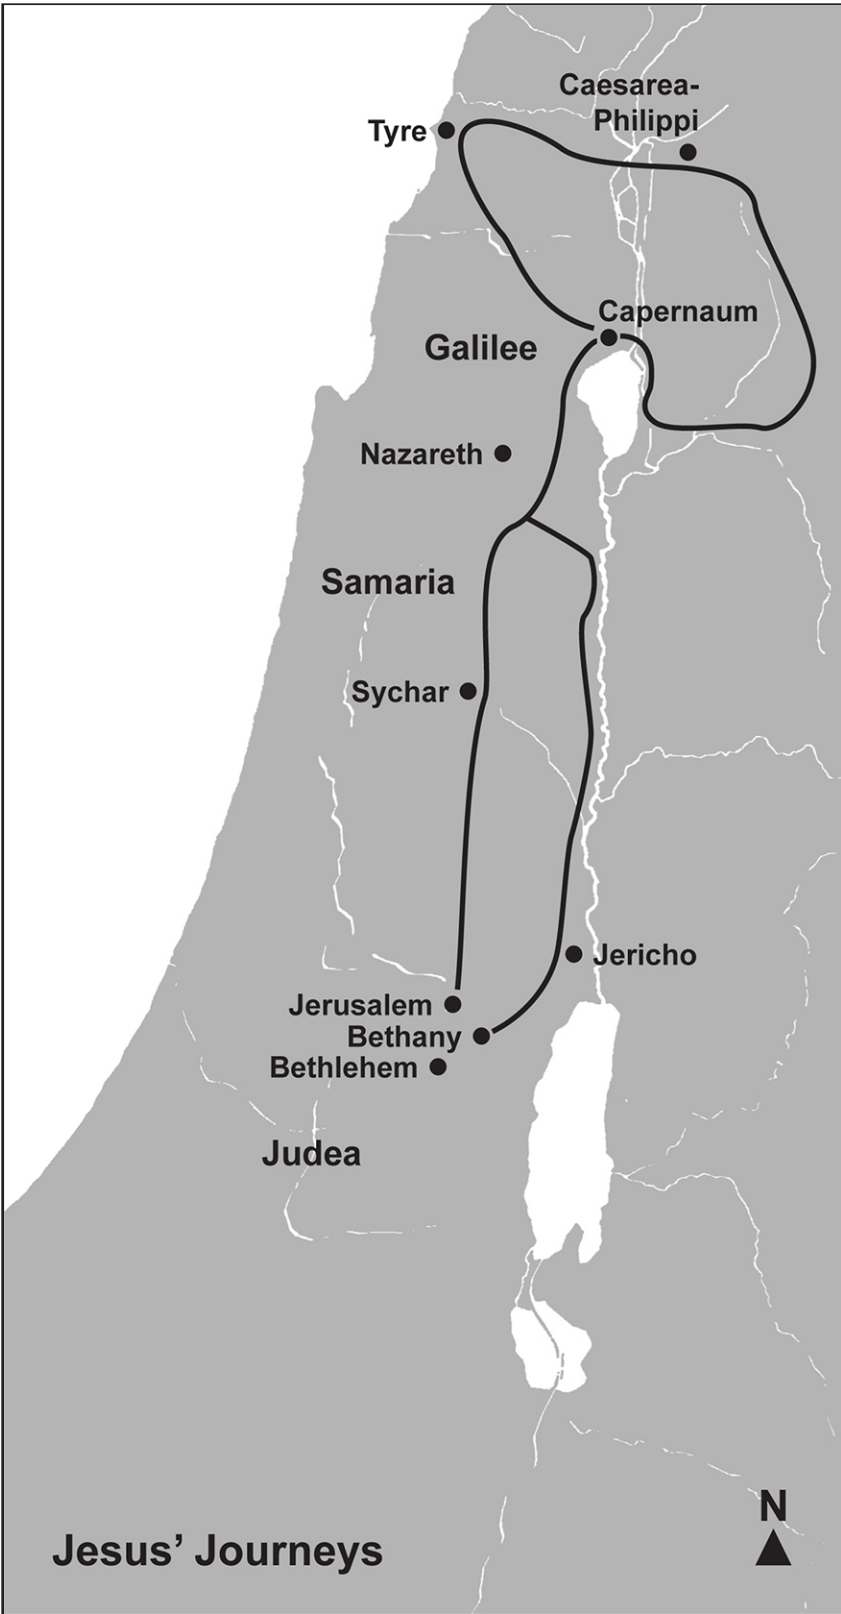 Caesarea-
Philippi
Tyre
Capernaum
Galilee
Nazareth
Samaria
Sychar
Jericho
Jerusalem
Bethany
Bethlehem
Judea
N
Jesus’ Journeys